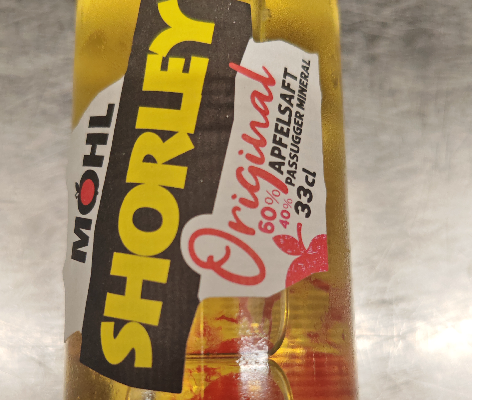 MÖHL
SHORLEY
Original
60% APFELSAFT
40% PASSUGGER MINERAL
33cl